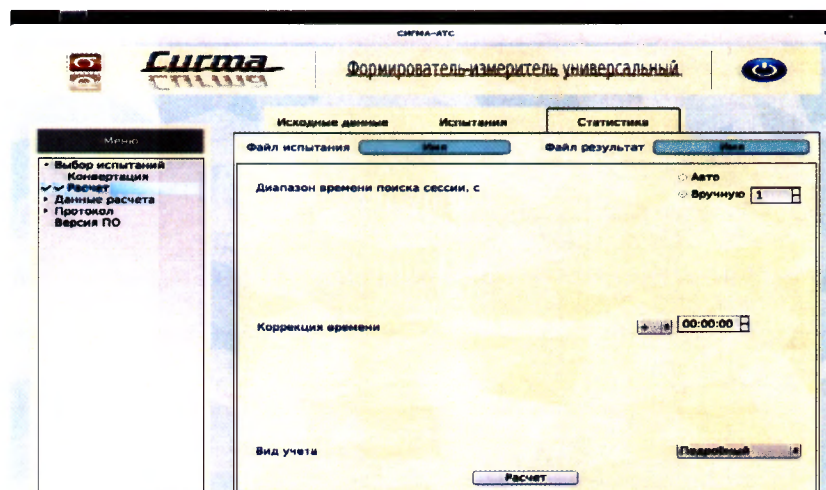 СИГМА-АТС
Сигма
Формирователь-измеритель универсальный
Исходные данные Испытания Статистика
Меню
Файл испытания Имя Файл результат Имя
Выбор испытаний
Конвертация
Расчет
Данные расчета
Протокол
Версия ПО
Диапазон времени поиска сессии, с
Авто
Вручную 1
Коррекция времени + 00:00:00
Вид учета Подробный
Расчет